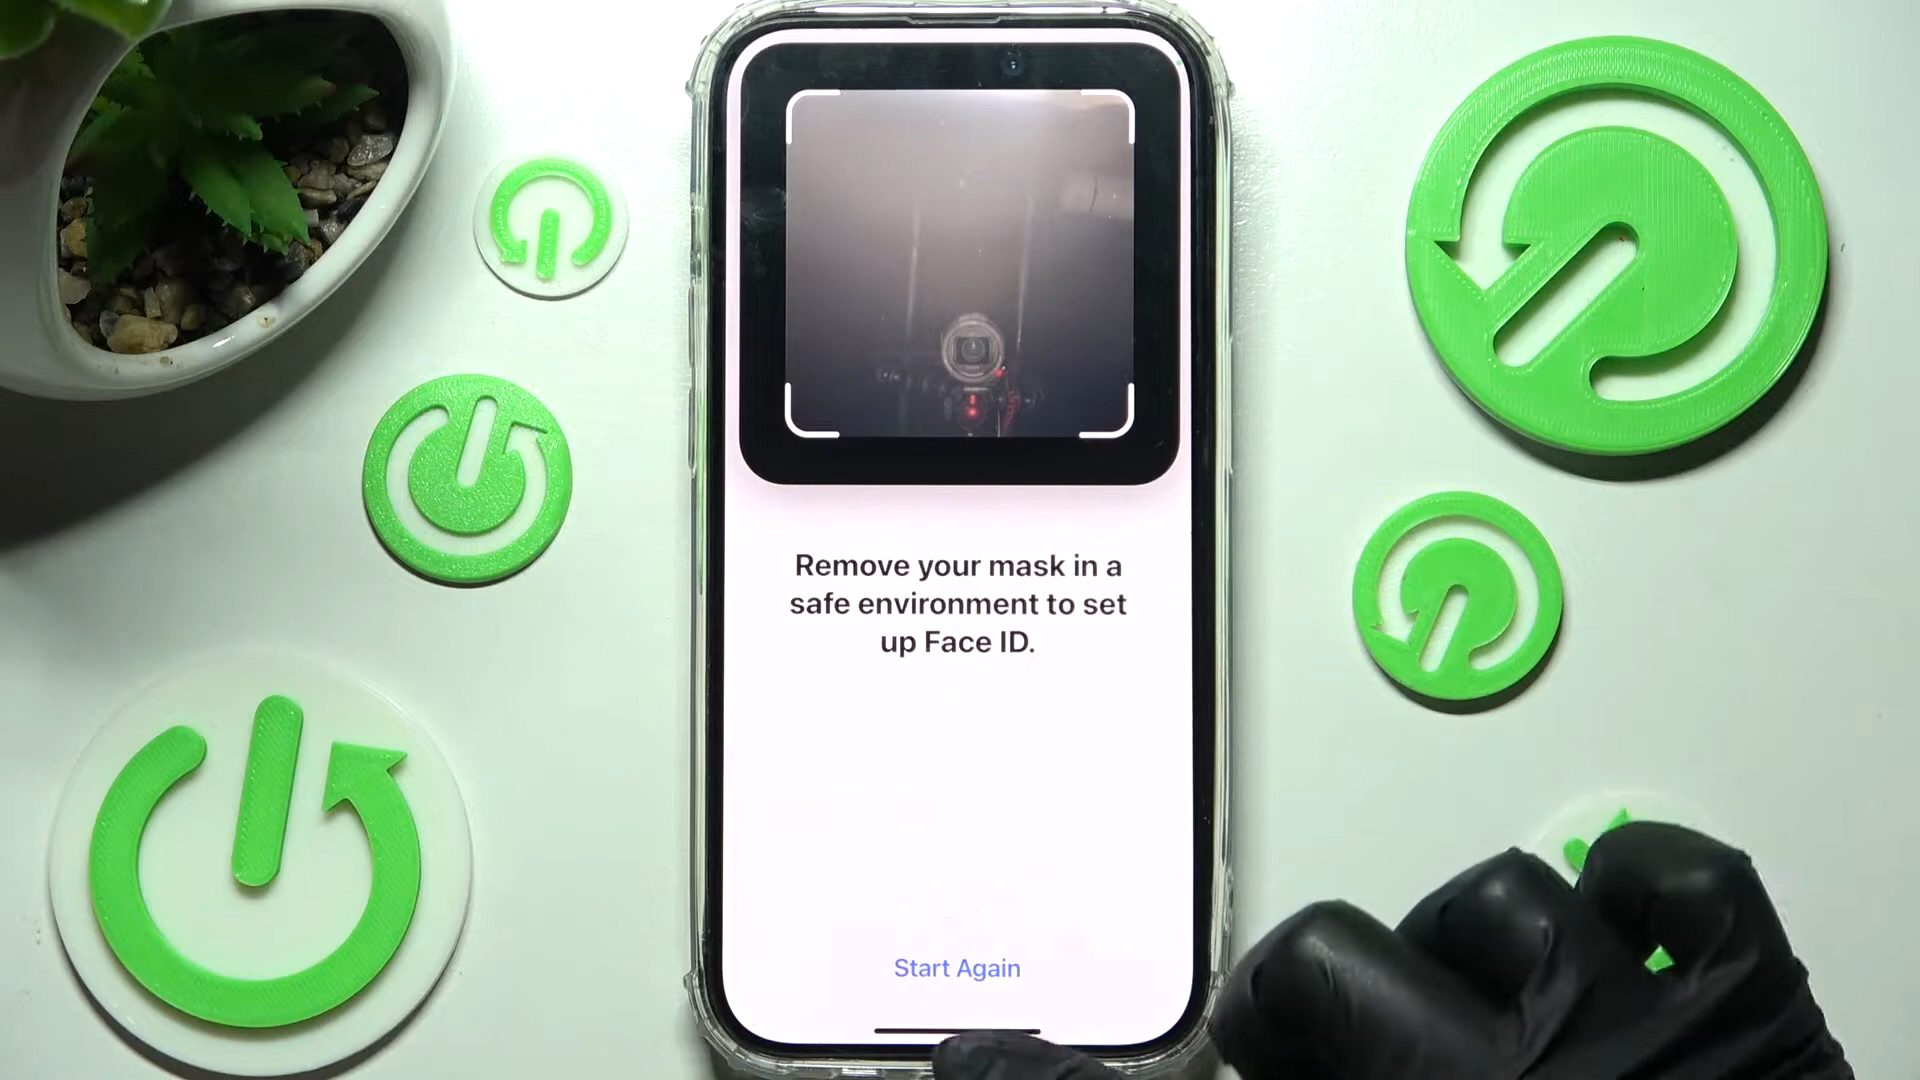 Remove your mask in a
safe environment to set
up Face ID.
Start Again